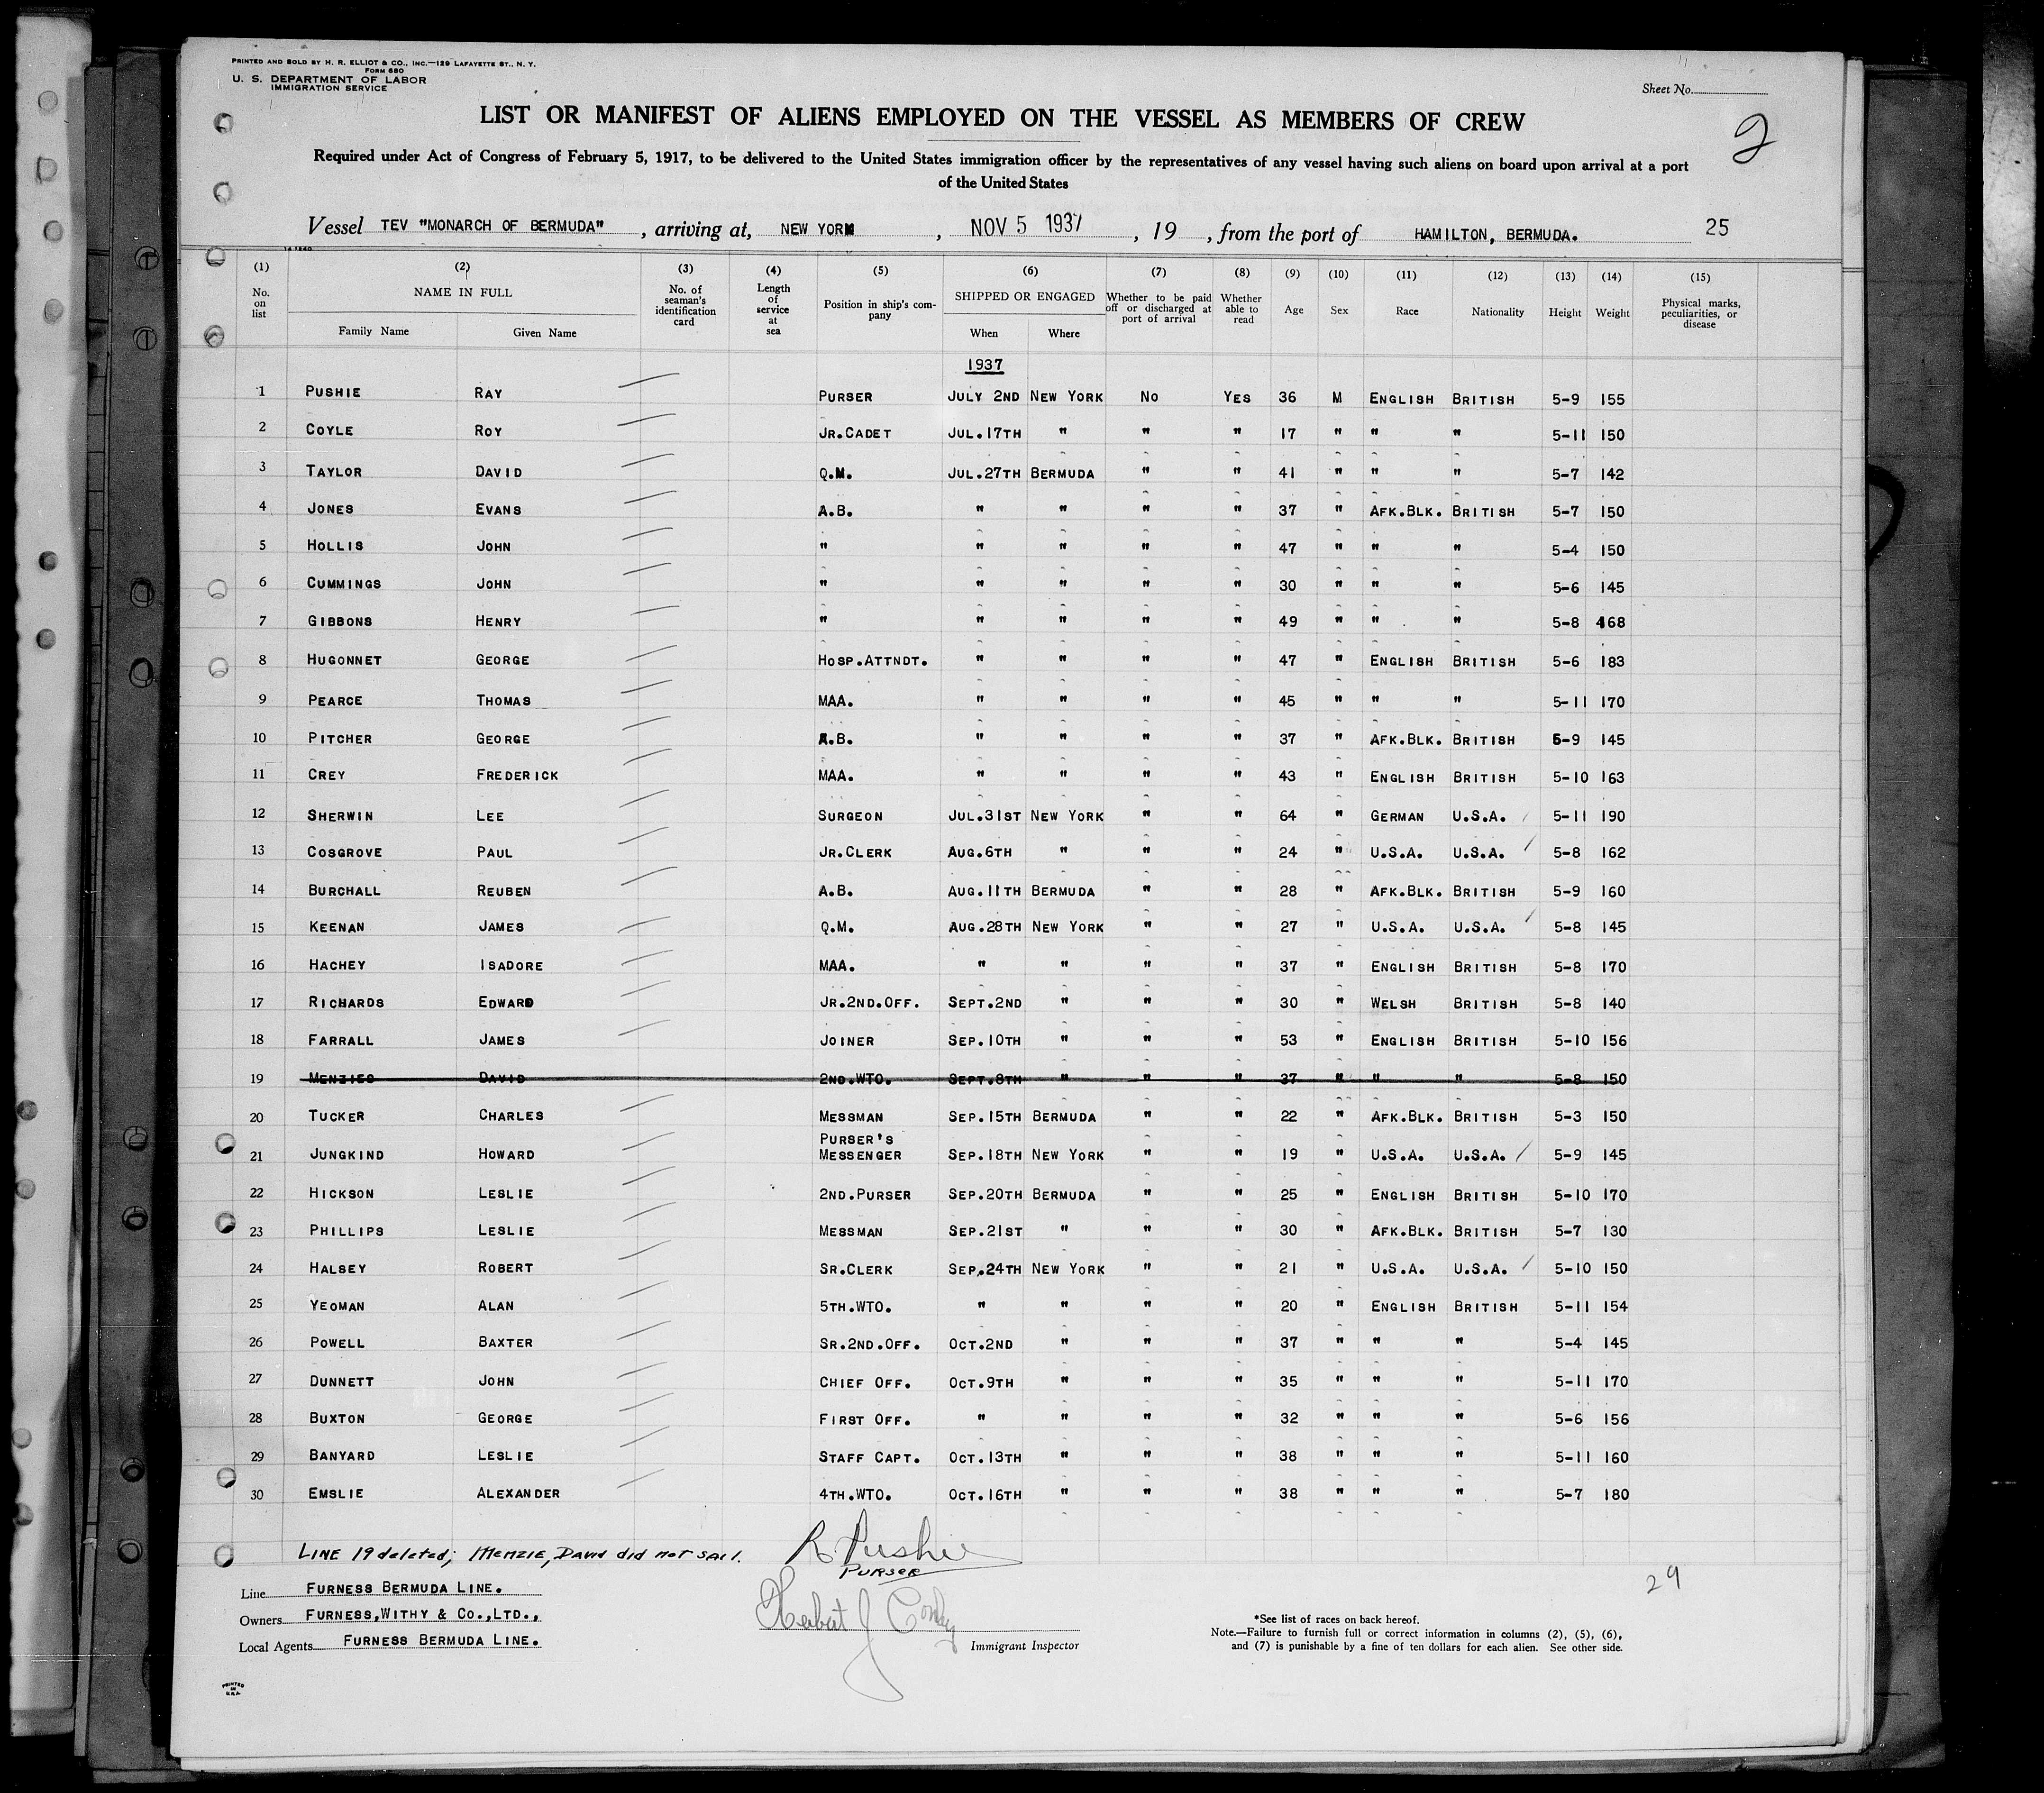 PRINTED AND SOLD BY H. R. ELLIOT & CO., INC.—129 LAFAYETTE ST., N. Y.
FORM 680
U. S. DEPARTMENT OF LABOR
IMMIGRATION SERVICE
Sheet No.
LIST OR MANIFEST OF ALIENS EMPLOYED ON THE VESSEL AS MEMBERS OF CREW
2
Required under Act of Congress of February 5, 1917, to be delivered to the United States immigration officer by the representatives of any vessel having such aliens on board upon arrival at a port
of the United States
Vessel TEV "MONARCH OF BERMUDA" , arriving at, NEW YORK , NOV 5 1937 , 19 , from the port of HAMILTON, BERMUDA. 25
(1) (2) (3) (4) (5) (6) (7) (8) (9) (10) (11) (12) (13) (14) (15)
No. on list NAME IN FULL Family Name Given Name No. of seaman's identification card Length of service at sea Position in ship's company SHIPPED OR ENGAGED When Where Whether to be paid off or discharged at port of arrival Whether able to read Age Sex Race Nationality Height Weight Physical marks, peculiarities, or disease
1937
1 PUSHIE RAY PURSER JULY 2ND NEW YORK NO YES 36 M ENGLISH BRITISH 5-9 155
2 COYLE ROY JR.CADET JUL.17TH " " " 17 " " " 5-11 150
3 TAYLOR DAVID Q.M. JUL.27TH BERMUDA " " 41 " " " 5-7 142
4 JONES EVANS A.B. " " " " 37 " AFK.BLK. BRITISH 5-7 150
5 HOLLIS JOHN " " " " " 47 " " " 5-4 150
6 CUMMINGS JOHN " " " " " 30 " " " 5-6 145
7 GIBBONS HENRY " " " " " 49 " " " 5-8 168
8 HUGONNET GEORGE HOSP.ATTNDT. " " " " 47 " ENGLISH BRITISH 5-6 183
9 PEARCE THOMAS MAA. " " " " 45 " " " 5-11 170
10 PITCHER GEORGE A.B. " " " " 37 " AFK.BLK. BRITISH 5-9 145
11 CREY FREDERICK MAA. " " " " 43 " ENGLISH BRITISH 5-10 163
12 SHERWIN LEE SURGEON JUL.31ST NEW YORK " " 64 " GERMAN U.S.A. 5-11 190
13 COSGROVE PAUL JR.CLERK AUG.6TH " " " 24 " U.S.A. U.S.A. 5-8 162
14 BURCHALL REUBEN A.B. AUG.11TH BERMUDA " " 28 " AFK.BLK. BRITISH 5-9 160
15 KEENAN JAMES Q.M. AUG.28TH NEW YORK " " 27 " U.S.A. U.S.A. 5-8 145
16 HACHEY ISADORE MAA. " " " " 37 " ENGLISH BRITISH 5-8 170
17 RICHARDS EDWARD JR.2ND.OFF. SEPT.2ND " " " 30 " WELSH BRITISH 5-8 140
18 FARRALL JAMES JOINER SEP.10TH " " " 53 " ENGLISH BRITISH 5-10 156
19 MENZIES DAVID 2ND.WTO. SEPT.8TH " " " 37 " " " 5-8 150
20 TUCKER CHARLES MESSMAN SEP.15TH BERMUDA " " 22 " AFK.BLK. BRITISH 5-3 150
21 JUNGKIND HOWARD PURSER'S MESSENGER SEP.18TH NEW YORK " " 19 " U.S.A. U.S.A. 5-9 145
22 HICKSON LESLIE 2ND.PURSER SEP.20TH BERMUDA " " 25 " ENGLISH BRITISH 5-10 170
23 PHILLIPS LESLIE MESSMAN SEP.21ST " " " 30 " AFK.BLK. BRITISH 5-7 130
24 HALSEY ROBERT SR.CLERK SEP.24TH NEW YORK " " 21 " U.S.A. U.S.A. 5-10 150
25 YEOMAN ALAN 5TH.WTO. " " " " 20 " ENGLISH BRITISH 5-11 154
26 POWELL BAXTER SR.2ND.OFF. OCT.2ND " " " 37 " " " 5-4 145
27 DUNNETT JOHN CHIEF OFF. OCT.9TH " " " 35 " " " 5-11 170
28 BUXTON GEORGE FIRST OFF. " " " " 32 " " " 5-6 156
29 BANYARD LESLIE STAFF CAPT. OCT.13TH " " " 38 " " " 5-11 160
30 EMSLIE ALEXANDER 4TH.WTO. OCT.16TH " " " 38 " " " 5-7 180
LINE 19 deleted; MENZIE, David did not sail. R. Pushie
PURSER
29
Line FURNESS BERMUDA LINE.
Owners FURNESS,WITHY & CO.,LTD.,
Local Agents FURNESS BERMUDA LINE.
Herbert J
Immigrant Inspector
*See list of races on back hereof.
Note.—Failure to furnish full or correct information in columns (2), (5), (6),
and (7) is punishable by a fine of ten dollars for each alien. See other side.
PRINTED
IN
U.S.A.